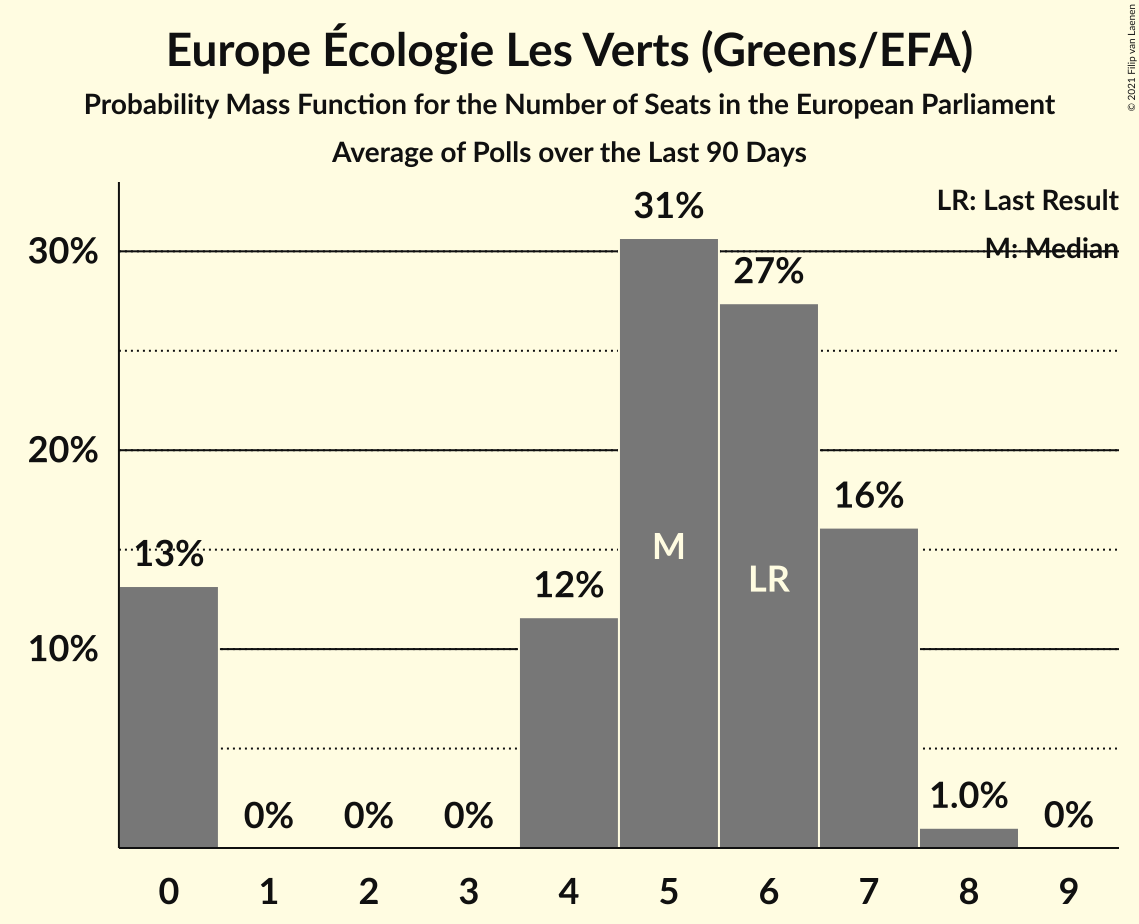 Europe Écologie Les Verts (Greens/EFA)
Probability Mass Function for the Number of Seats in the European Parliament
Average of Polls over the Last 90 Days
© 2021 Filip van Laenen
LR: Last Result
M: Median
30%
20%
10%
13%
0%
0%
0%
12%
31%
27%
16%
1.0%
0%
M
LR
0 1 2 3 4 5 6 7 8 9